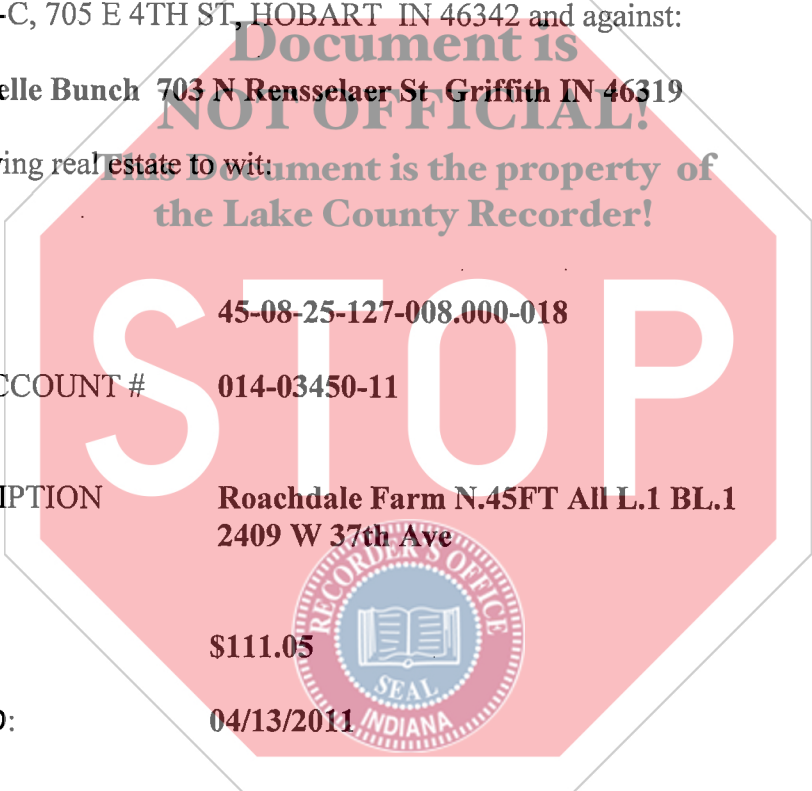 -C, 705 E 4TH ST, HOBART IN 46342 and against:
Document is
elle Bunch 703 N Rensselaer St Griffith IN 46319
NOT OFFICIAL!
ing real estate to wit:
This Document is the property of
the Lake County Recorder!
STOP
45-08-25-127-008.000-018
CCOUNT # 014-03450-11
IPTION Roachdale Farm N.45FT All L.1 BL.1
2409 W 37th Ave
RECORDER'S OFFICE
$111.05
SEAL
INDIANA
D: 04/13/2011